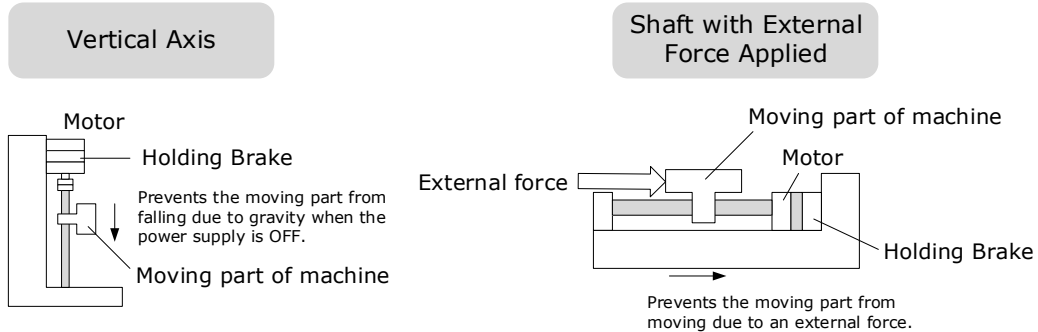 Vertical Axis
Motor
Holding Brake
Prevents the moving part from
falling due to gravity when the
power supply is OFF.
Moving part of machine
Shaft with External
Force Applied
Moving part of machine
Motor
External force
Holding Brake
Prevents the moving part from
moving due to an external force.